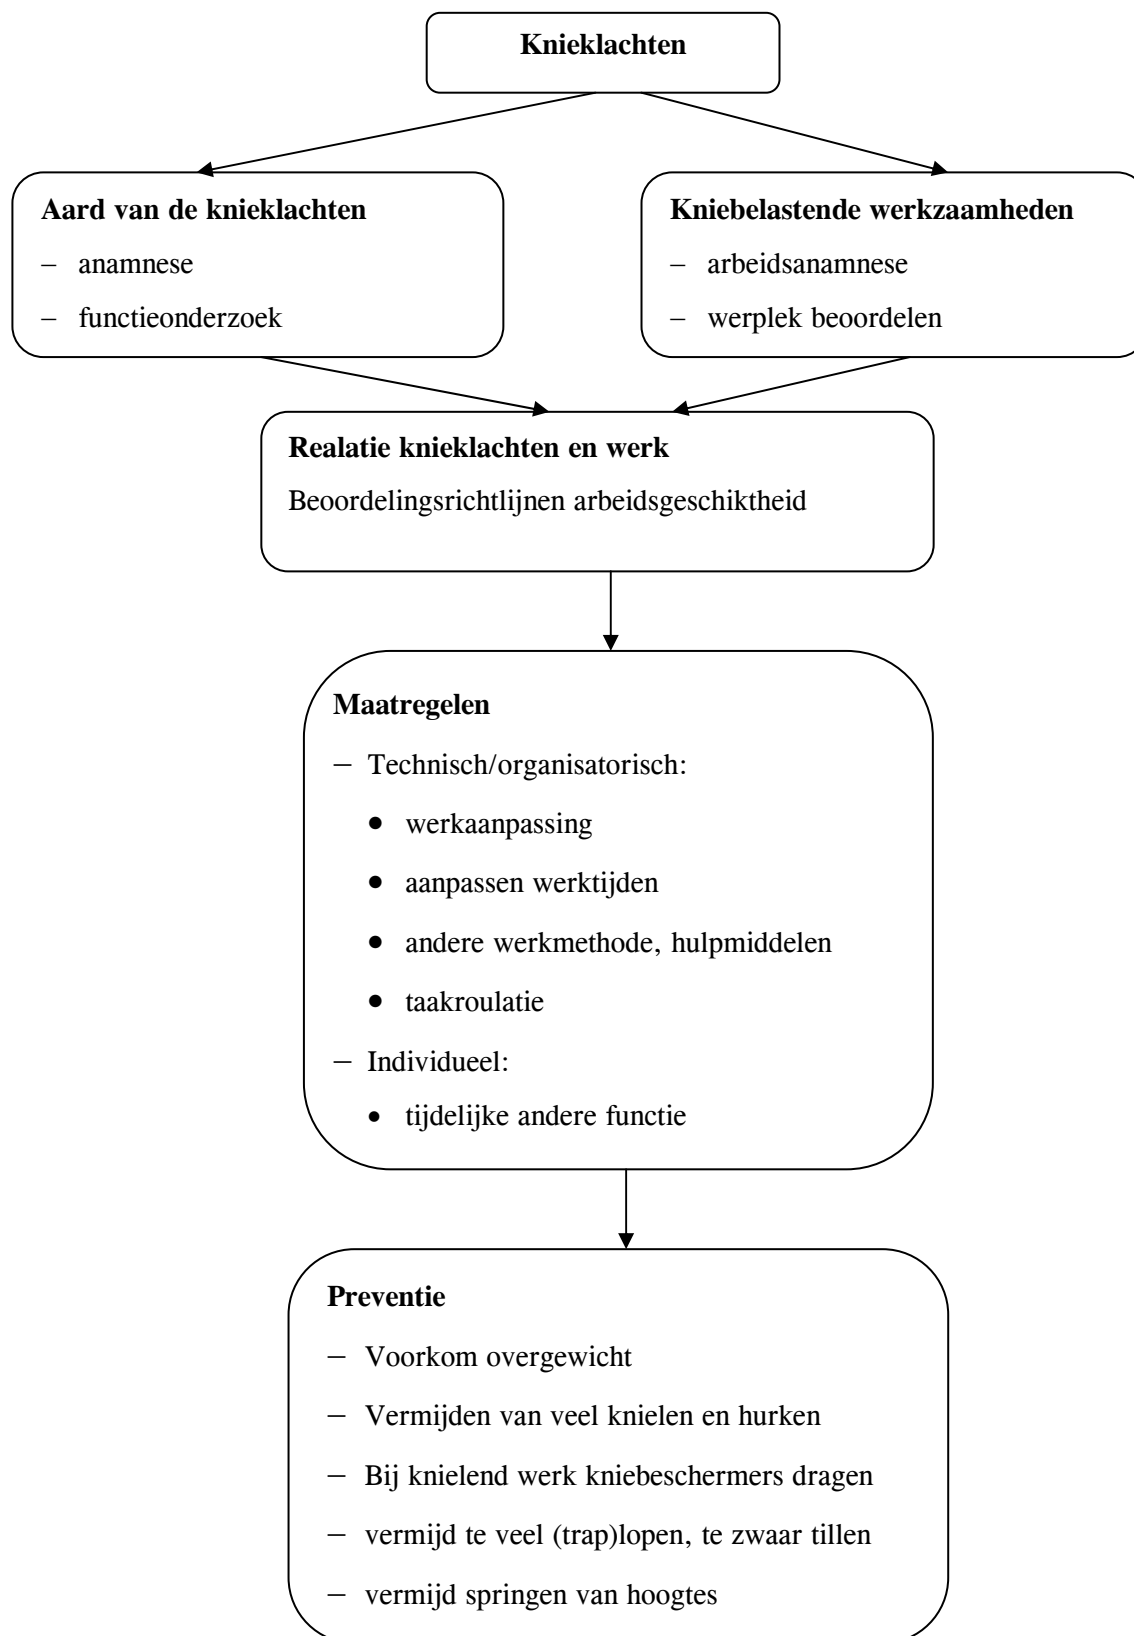 Knieklachten
Aard van de knieklachten
– anamnese
– functieonderzoek
Kniebelastende werkzaamheden
– arbeidsanamnese
– werplek beoordelen
Realatie knieklachten en werk
Beoordelingsrichtlijnen arbeidsgeschiktheid
Maatregelen
– Technisch/organisatorisch:
• werkaanpassing
• aanpassen werktijden
• andere werkmethode, hulpmiddelen
• taakroulatie
– Individueel:
• tijdelijke andere functie
Preventie
– Voorkom overgewicht
– Vermijden van veel knielen en hurken
– Bij knielend werk kniebeschermers dragen
– vermijd te veel (trap)lopen, te zwaar tillen
– vermijd springen van hoogtes